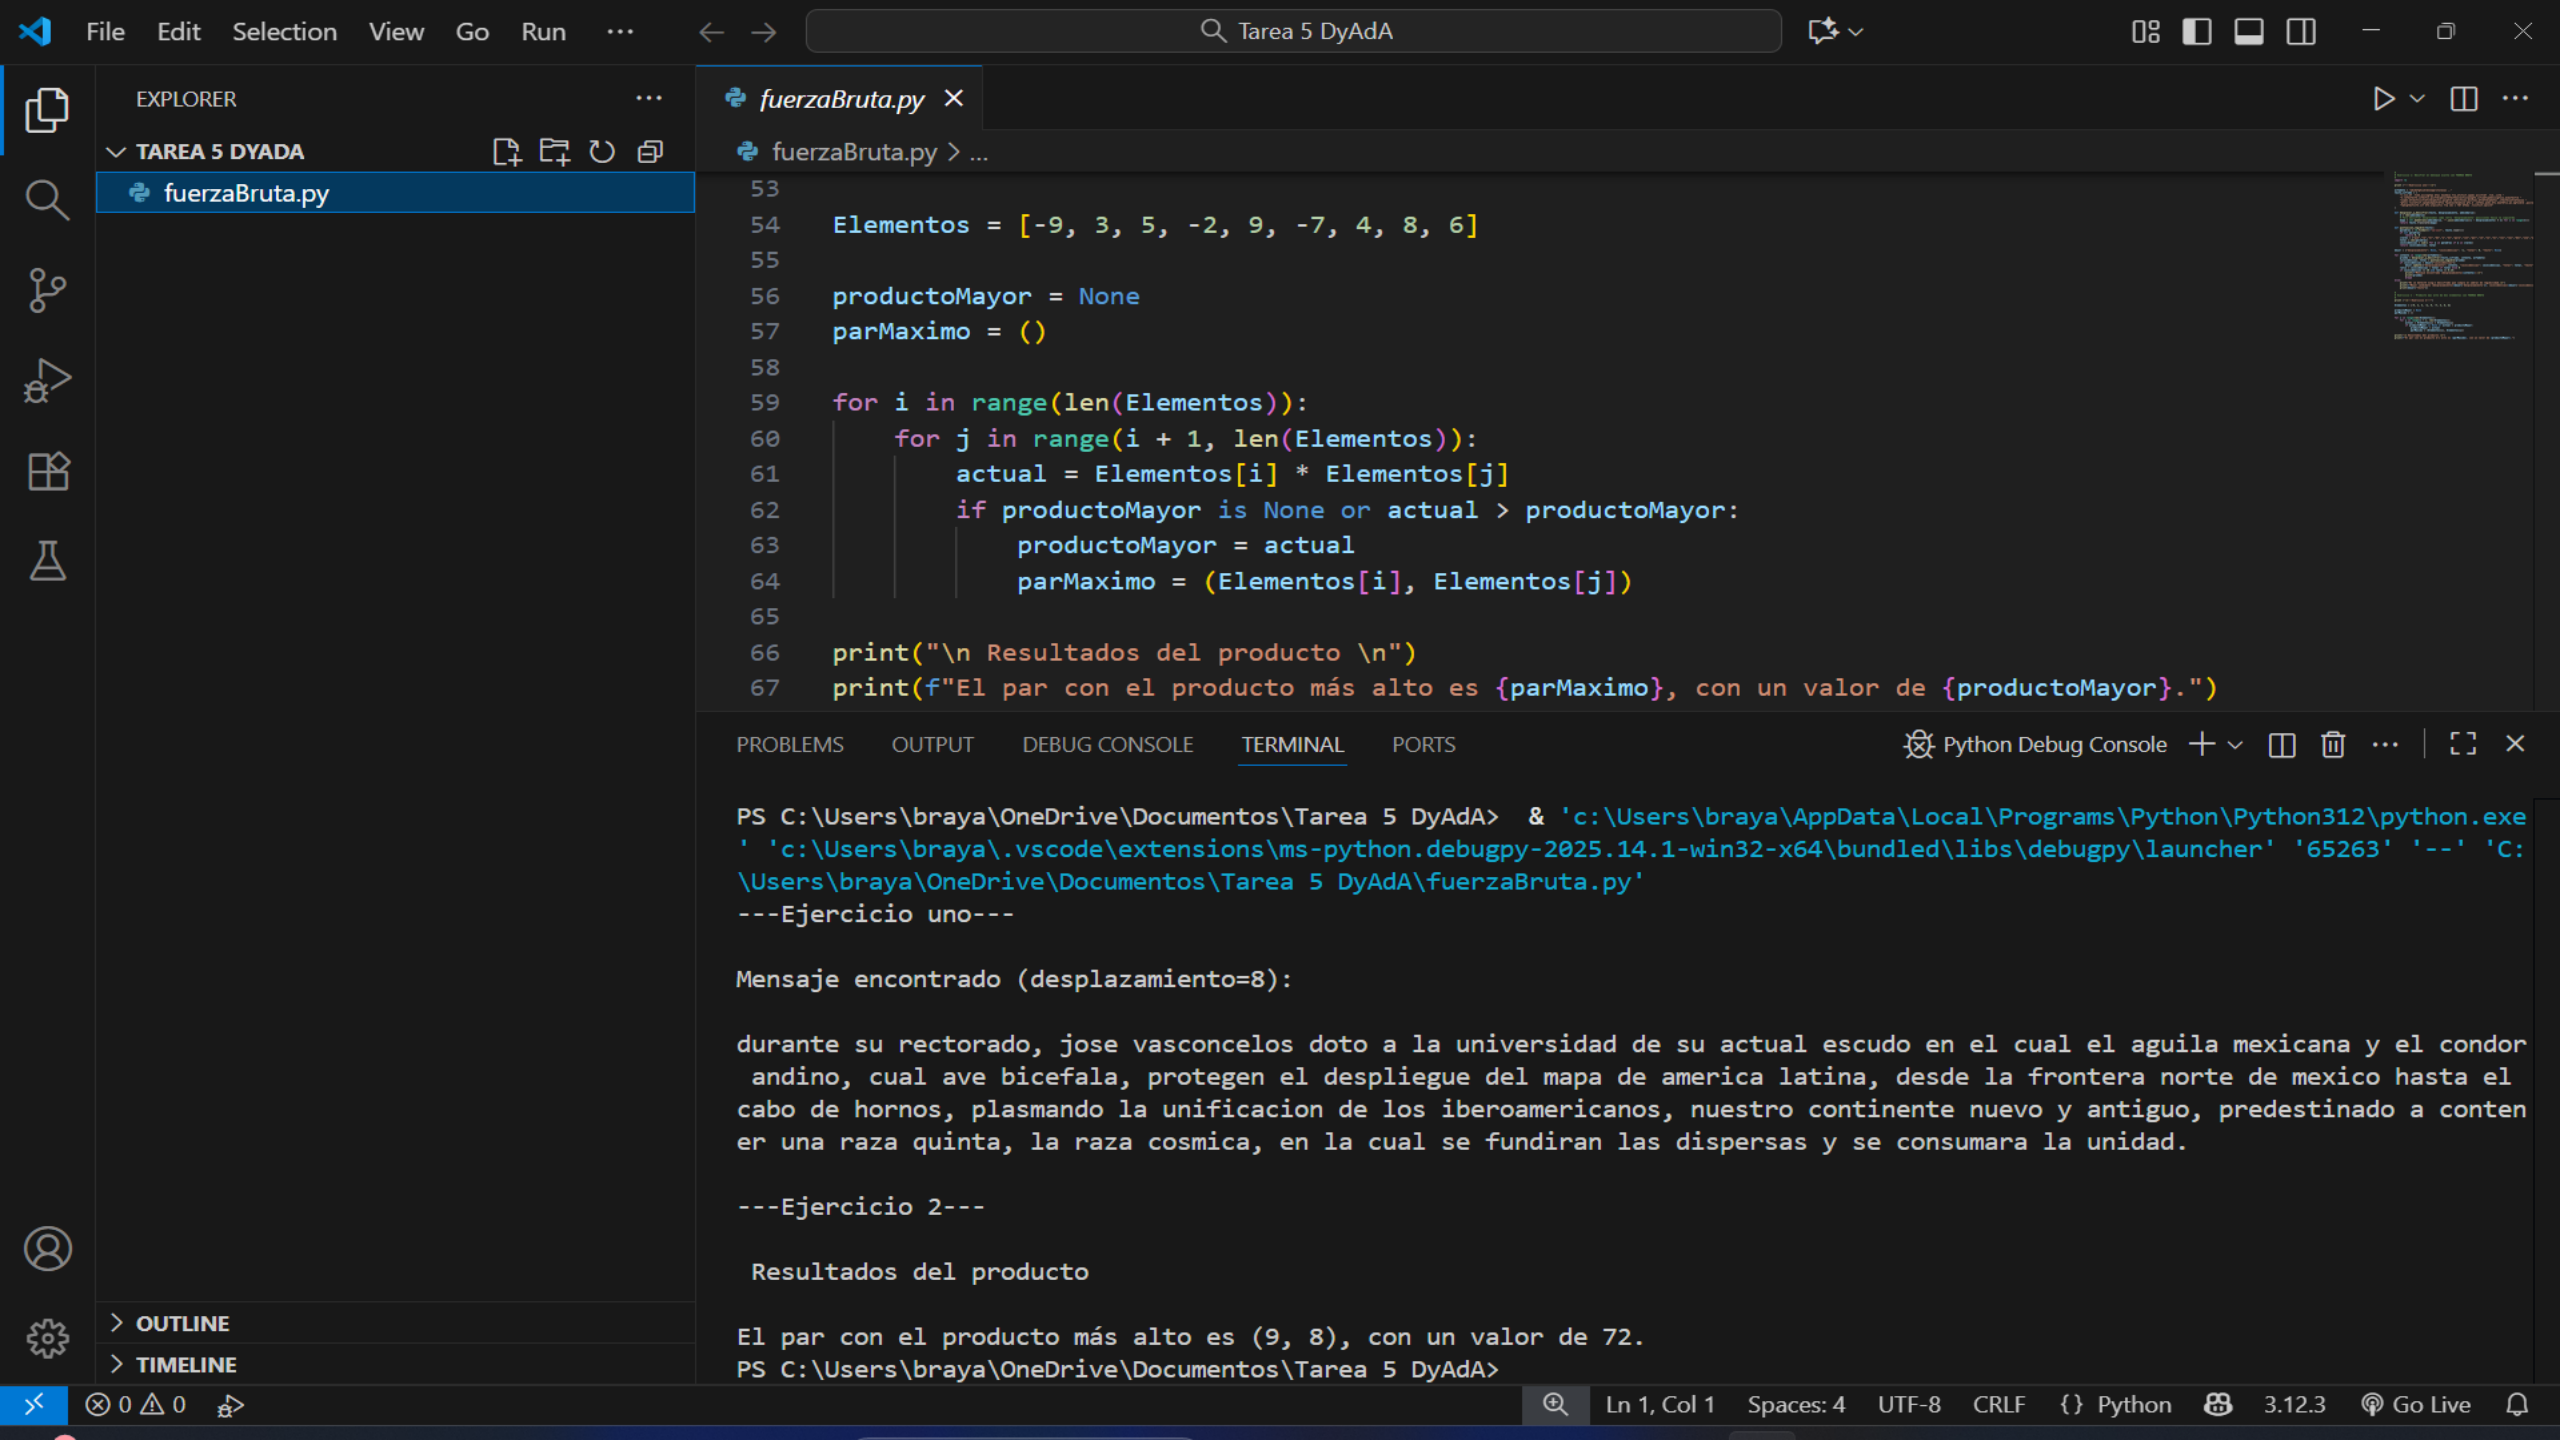 File Edit Selection View Go Run ···
Tarea 5 DyAdA
EXPLORER
TAREA 5 DYADA
fuerzaBruta.py
fuerzaBruta.py
fuerzaBruta.py > ...
53
54 Elementos = [-9, 3, 5, -2, 9, -7, 4, 8, 6]
55
56 productoMayor = None
57 parMaximo = ()
58
59 for i in range(len(Elementos)):
60 for j in range(i + 1, len(Elementos)):
61 actual = Elementos[i] * Elementos[j]
62 if productoMayor is None or actual > productoMayor:
63 productoMayor = actual
64 parMaximo = (Elementos[i], Elementos[j])
65
66 print("\n Resultados del producto \n")
67 print(f"El par con el producto más alto es {parMaximo}, con un valor de {productoMayor}.")
PROBLEMS OUTPUT DEBUG CONSOLE TERMINAL PORTS
Python Debug Console
PS C:\Users\braya\OneDrive\Documentos\Tarea 5 DyAdA>  & 'c:\Users\braya\AppData\Local\Programs\Python\Python312\python.exe
' 'c:\Users\braya\.vscode\extensions\ms-python.debugpy-2025.14.1-win32-x64\bundled\libs\debugpy\launcher' '65263' '--' 'C:
\Users\braya\OneDrive\Documentos\Tarea 5 DyAdA\fuerzaBruta.py'
---Ejercicio uno---
Mensaje encontrado (desplazamiento=8):
durante su rectorado, jose vasconcelos doto a la universidad de su actual escudo en el cual el aguila mexicana y el condor
andino, cual ave bicefala, protegen el despliegue del mapa de america latina, desde la frontera norte de mexico hasta el
cabo de hornos, plasmando la unificacion de los iberoamericanos, nuestro continente nuevo y antiguo, predestinado a conten
er una raza quinta, la raza cosmica, en la cual se fundiran las dispersas y se consumara la unidad.
---Ejercicio 2---
Resultados del producto
El par con el producto más alto es (9, 8), con un valor de 72.
PS C:\Users\braya\OneDrive\Documentos\Tarea 5 DyAdA>
OUTLINE
TIMELINE
0 0
Ln 1, Col 1 Spaces: 4 UTF-8 CRLF {} Python 3.12.3 Go Live